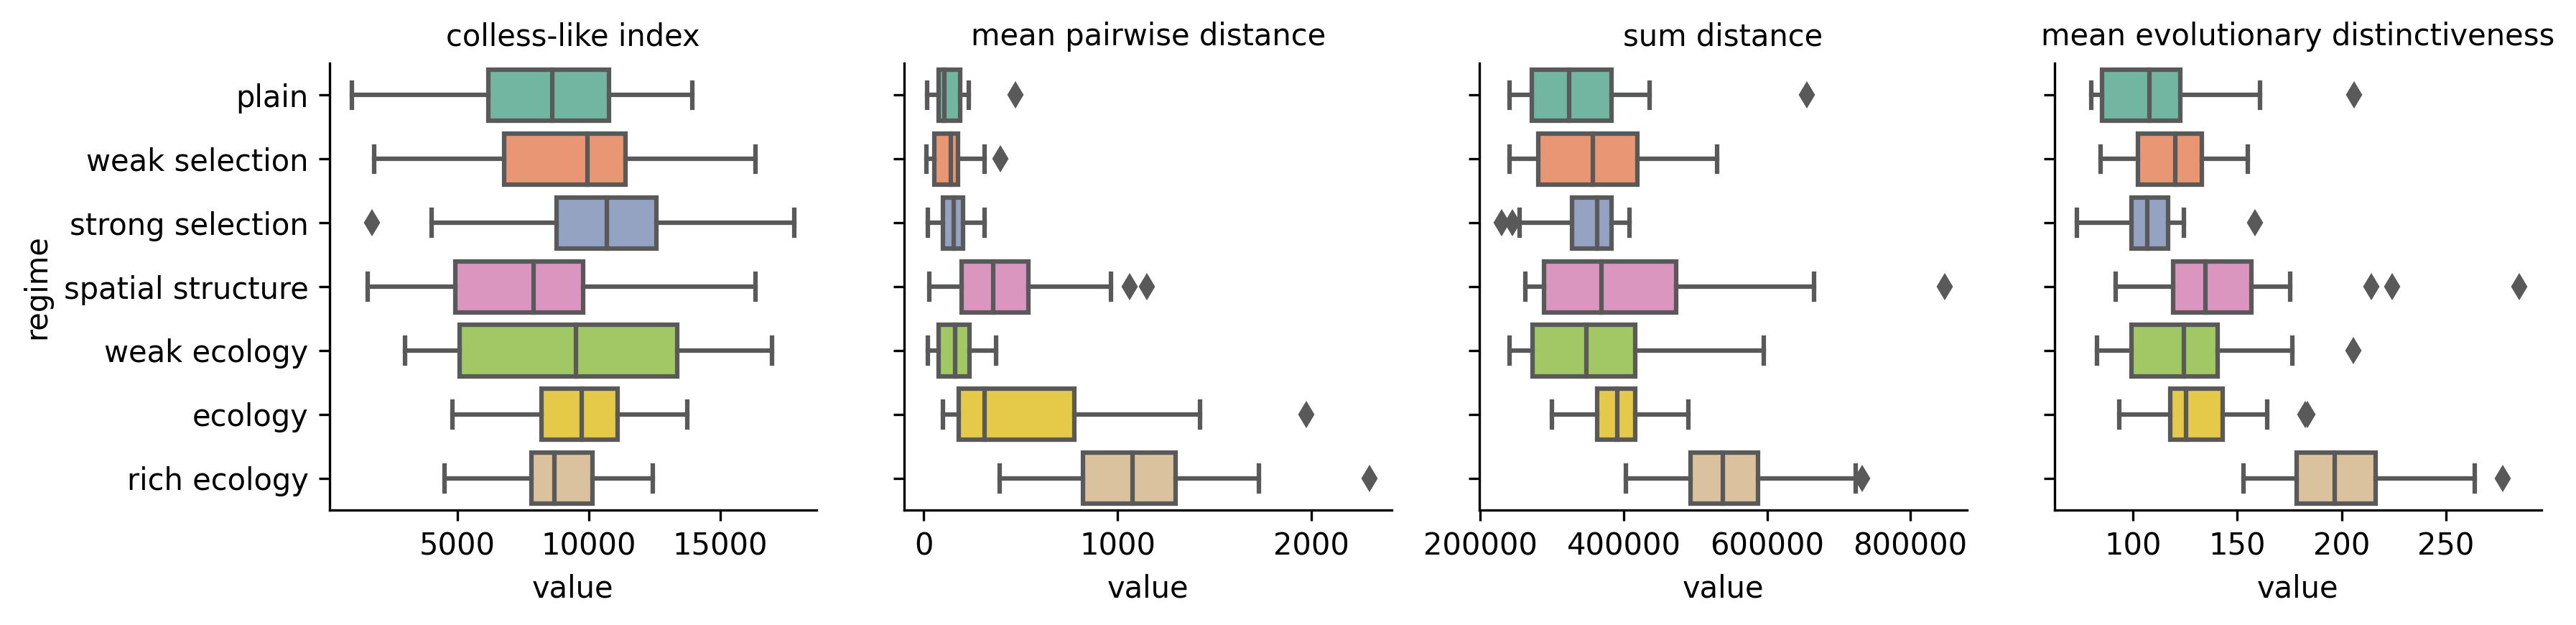 colless-like index
mean pairwise distance
sum distance
mean evolutionary distinctiveness
regime
plain
weak selection
strong selection
spatial structure
weak ecology
ecology
rich ecology
5000 10000 15000
0 1000 2000
200000 400000 600000 800000
100 150 200 250
value
value
value
value